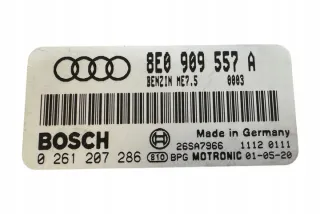 8E0 909 557 A
BENZIN ME7.5 0003
BOSCH
Made in Germany
26SA7966 1112 0111
0 261 207 286 810 BPG MOTRONIC 01-05-20